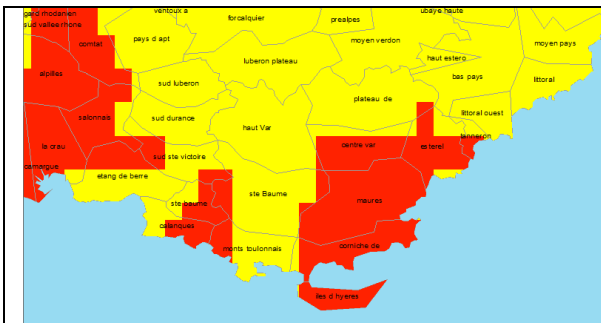 ventoux a
ubaye haute
gard rhodanien
forcalquier
prealpes
sud vallee rhone
pays d apt
moyen verdon
comtat
moyen pays
haut estero
luberon plateau
alpilles
bas pays
littoral
sud luberon
plateau de
salonnais
sud durance
littoral ouest
haut Var
tanneron
la crau
centre var
esterel
sud ste victoire
camargue
etang de berre
ste Baume
maures
ste baume
calanques
monts toulonnais
corniche de
iles d hyeres